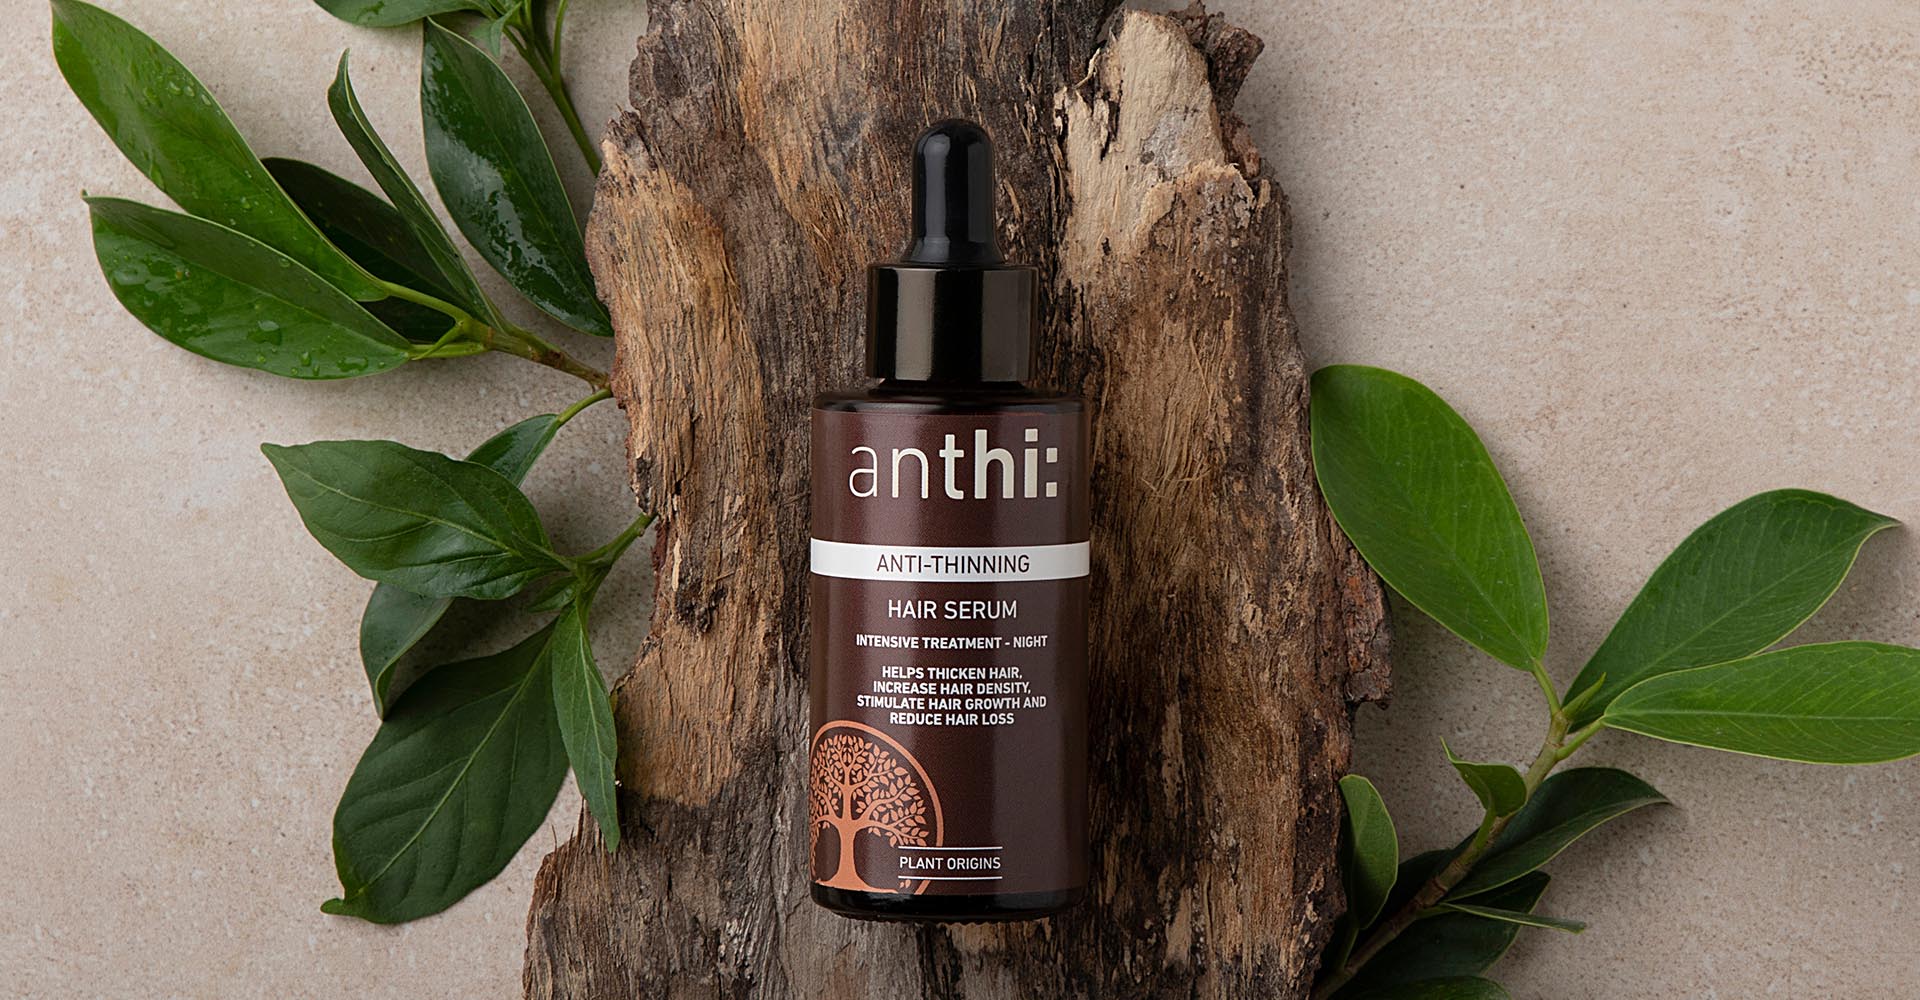 anthi:
ANTI-THINNING
HAIR SERUM
INTENSIVE TREATMENT - NIGHT
HELPS THICKEN HAIR,
INCREASE HAIR DENSITY,
STIMULATE HAIR GROWTH AND
REDUCE HAIR LOSS
PLANT ORIGINS